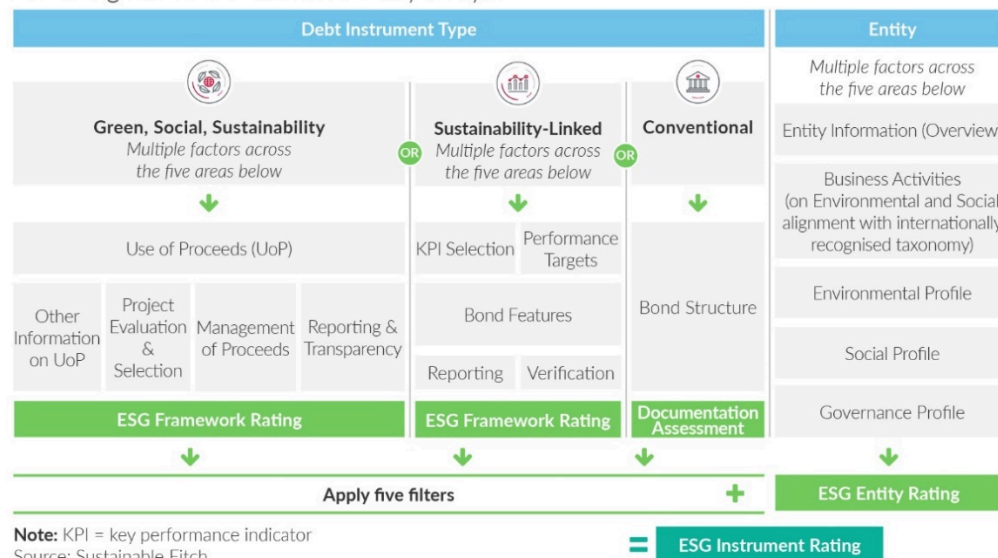 Debt Instrument Type
Entity
Green, Social, Sustainability
Multiple factors across
the five areas below
OR
Sustainability-Linked
Multiple factors across
the five areas below
OR
Conventional
Multiple factors across
the five areas below
Use of Proceeds (UoP)
Other
Information
on UoP
Project
Evaluation
&
Selection
Management
of Proceeds
Reporting &
Transparency
KPI Selection
Performance
Targets
Bond Features
Reporting
Verification
Bond Structure
Entity Information (Overview
Business Activities
(on Environmental and Social
alignment with internationally
recognised taxonomy)
Environmental Profile
Social Profile
Governance Profile
ESG Framework Rating
ESG Framework Rating
Documentation
Assessment
Apply five filters
+
ESG Entity Rating
Note: KPI = key performance indicator
Source: Sustainable Fitch
= ESG Instrument Rating